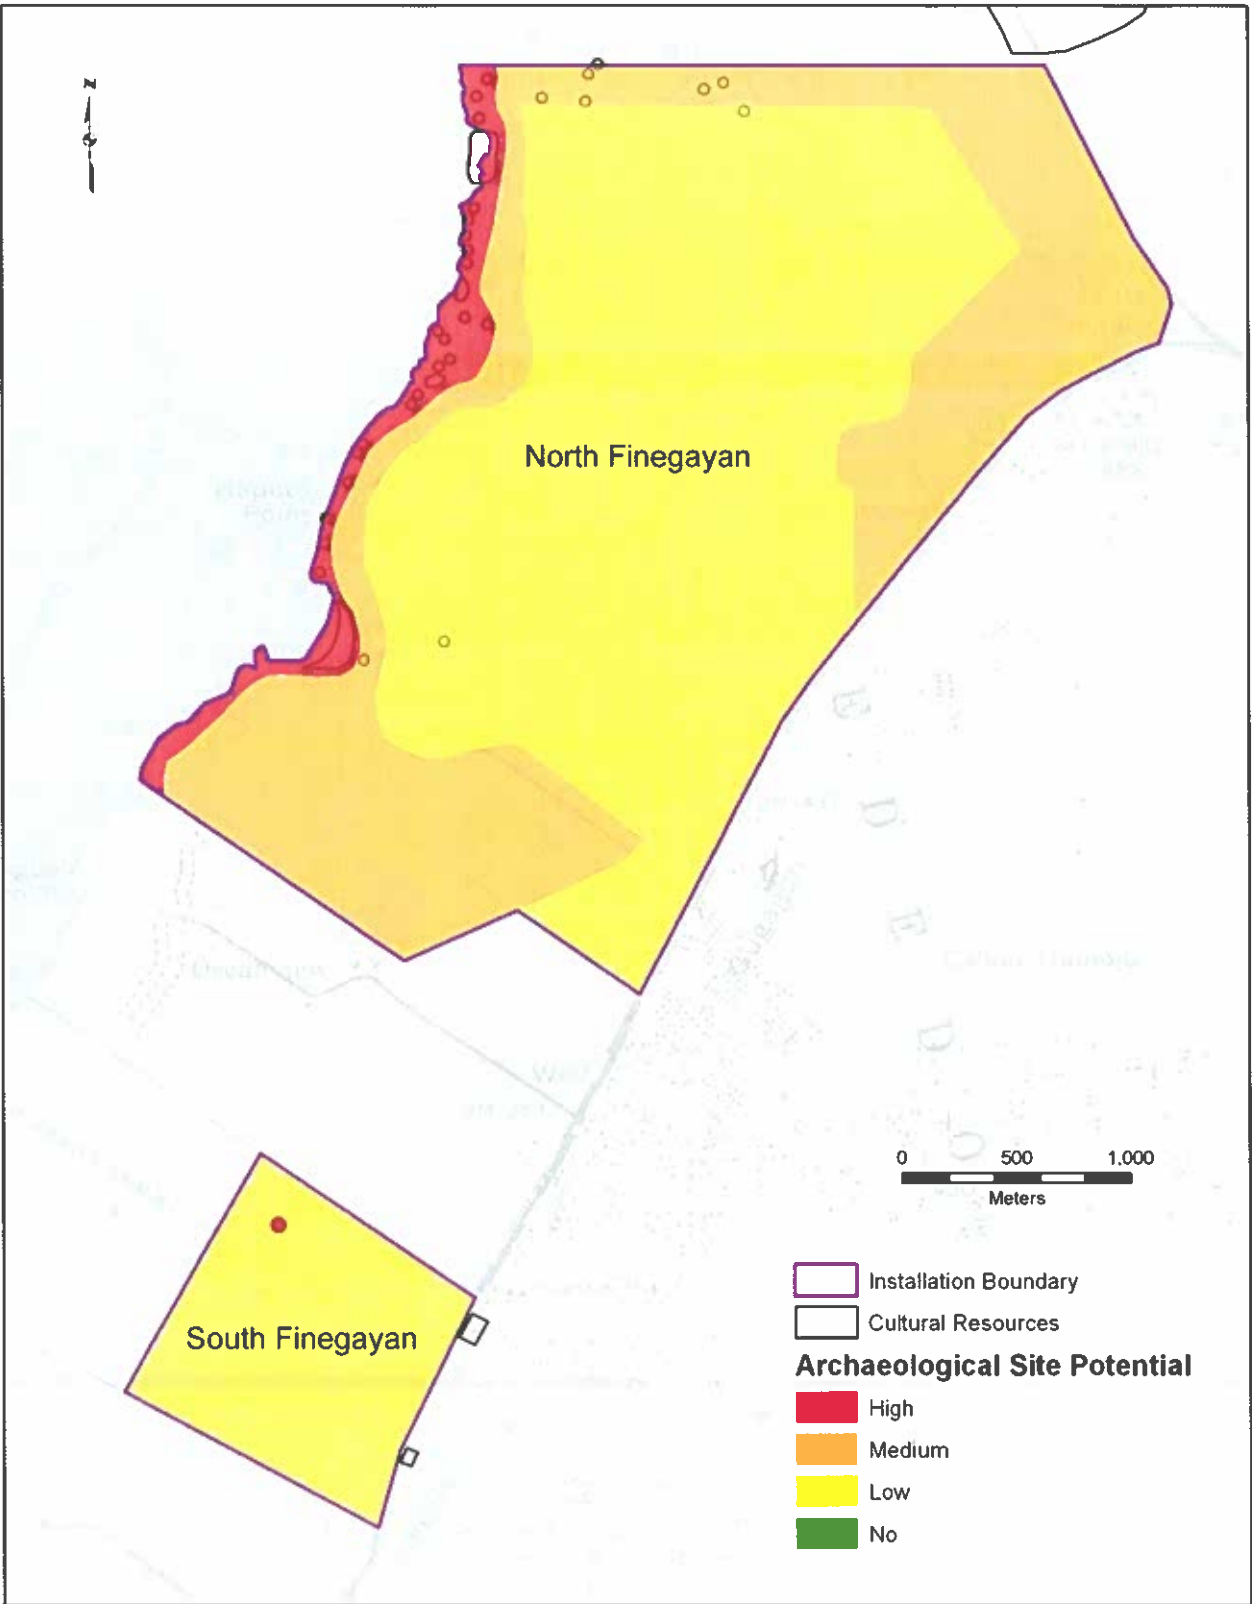 z
North Finegayan
Point
E
D
E
D
O
0 500 1,000
Meters
South Finegayan
Installation Boundary
Cultural Resources
Archaeological Site Potential
High
Medium
Low
No